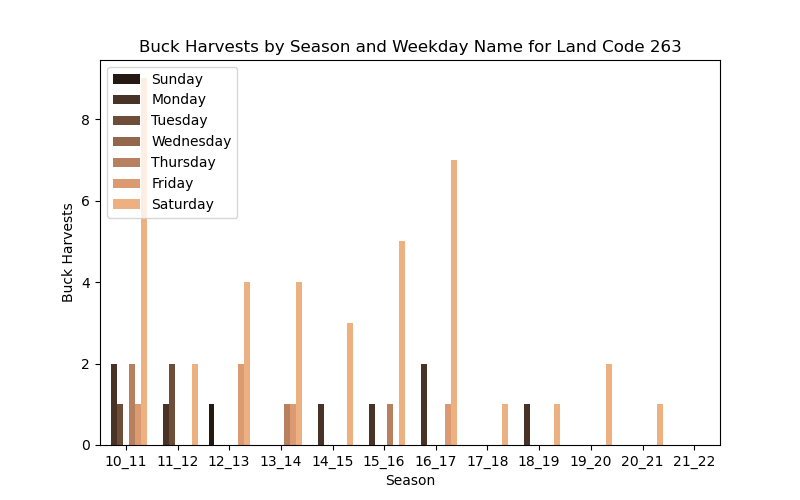 Buck Harvests by Season and Weekday Name for Land Code 263
Sunday
Monday
Tuesday
Wednesday
Thursday
Friday
Saturday
8
6
4
2
0
Buck Harvests
10_11 11_12 12_13 13_14 14_15 15_16 16_17 17_18 18_19 19_20 20_21 21_22
Season